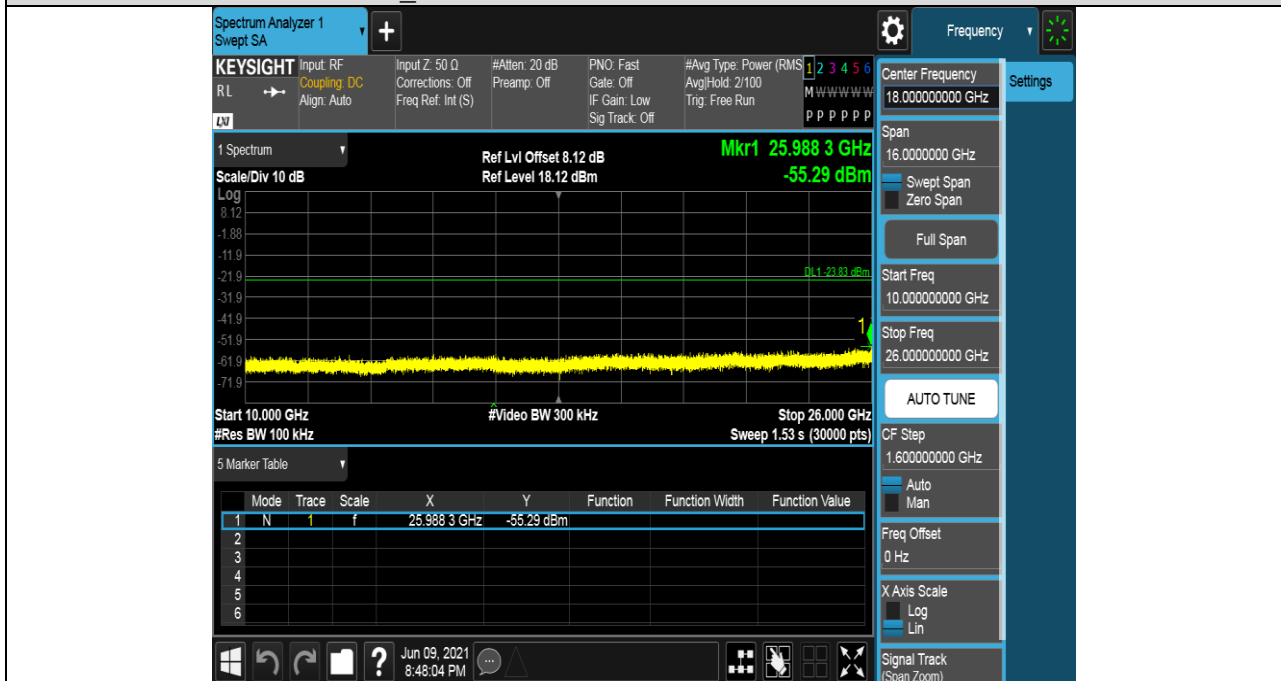 Spectrum Analyzer 1
Swept SA
Frequency
KEYSIGHT
RL
LXI
Input: RF
Coupling: DC
Align: Auto
Input Z: 50 Ω
Corrections: Off
Freq Ref: Int (S)
#Atten: 20 dB
Preamp: Off
PNO: Fast
Gate: Off
IF Gain: Low
Sig Track: Off
#Avg Type: Power (RMS
Avg|Hold: 2/100
Trig: Free Run
1 2 3 4 5 6
M W W W W W
P P P P P P
1 Spectrum
Scale/Div 10 dB
Ref Lvl Offset 8.12 dB
Ref Level 18.12 dBm
Mkr1 25.988 3 GHz
-55.29 dBm
Log
8.12
-1.88
-11.9
-21.9
-31.9
-41.9
-51.9
-61.9
-71.9
DL1 -23.83 dBm
1
Start 10.000 GHz
#Res BW 100 kHz
#Video BW 300 kHz
Stop 26.000 GHz
Sweep 1.53 s (30000 pts)
5 Marker Table
Mode Trace Scale X Y Function Function Width Function Value
1 N 1 f 25.988 3 GHz -55.29 dBm
2
3
4
5
6
?
Jun 09, 2021
8:48:04 PM
Center Frequency
18.000000000 GHz
Settings
Span
16.0000000 GHz
Swept Span
Zero Span
Full Span
Start Freq
10.000000000 GHz
Stop Freq
26.000000000 GHz
AUTO TUNE
CF Step
1.600000000 GHz
Auto
Man
Freq Offset
0 Hz
X Axis Scale
Log
Lin
Signal Track
(Span Zoom)